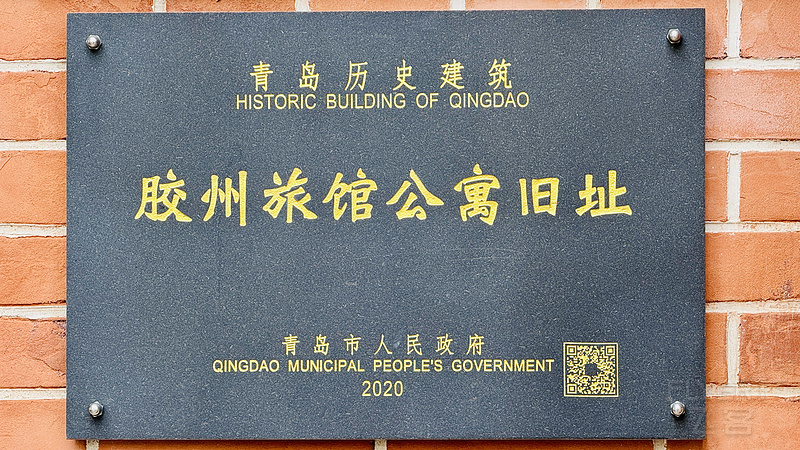 青岛历史建筑
HISTORIC BUILDING OF QINGDAO
胶州旅馆公寓旧址
青岛市人民政府
QINGDAO MUNICIPAL PEOPLE'S GOVERNMENT
2020